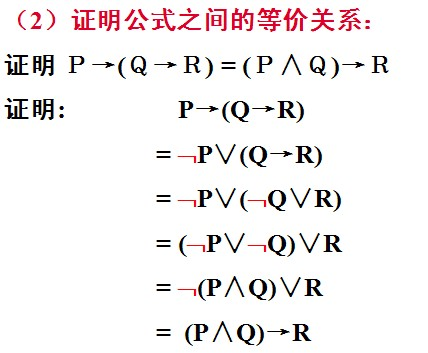 （2）证明公式之间的等价关系：
证明 P→(Q→R) = (P∧Q)→R
证明: P→(Q→R)
= ¬P∨(Q→R)
= ¬P∨(¬Q∨R)
= (¬P∨¬Q)∨R
= ¬(P∧Q)∨R
= (P∧Q)→R